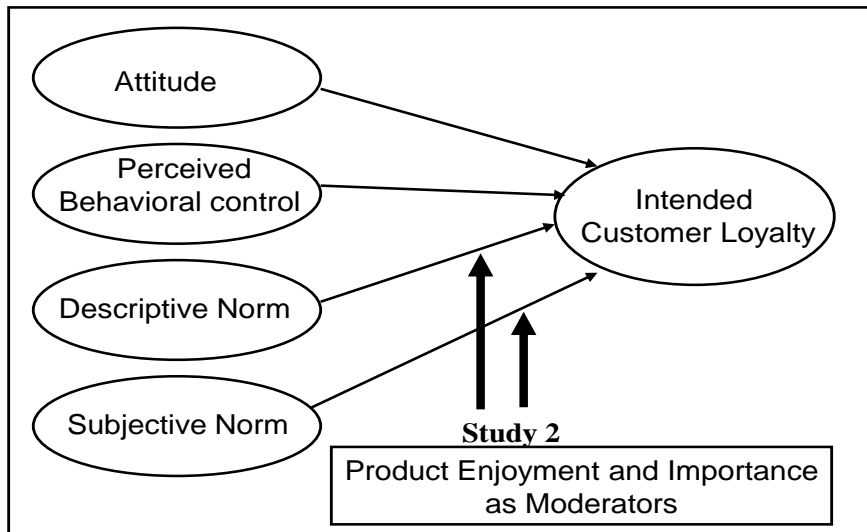 Attitude
Perceived
Behavioral control
Descriptive Norm
Subjective Norm
Intended
Customer Loyalty
Study 2
Product Enjoyment and Importance
as Moderators